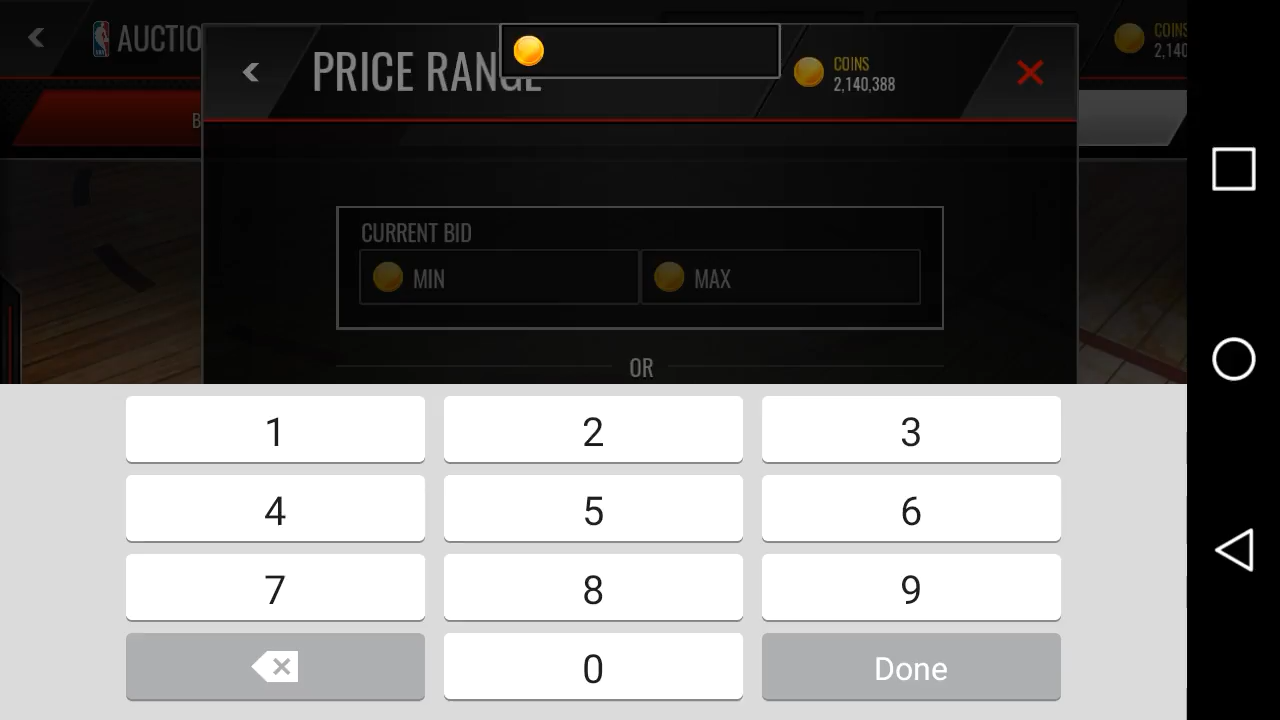 AUCTIO
PRICE RANGE
COINS
2,140,388
COINS
2,140
B
CURRENT BID
MIN
MAX
OR
1
2
3
4
5
6
7
8
9
0
Done